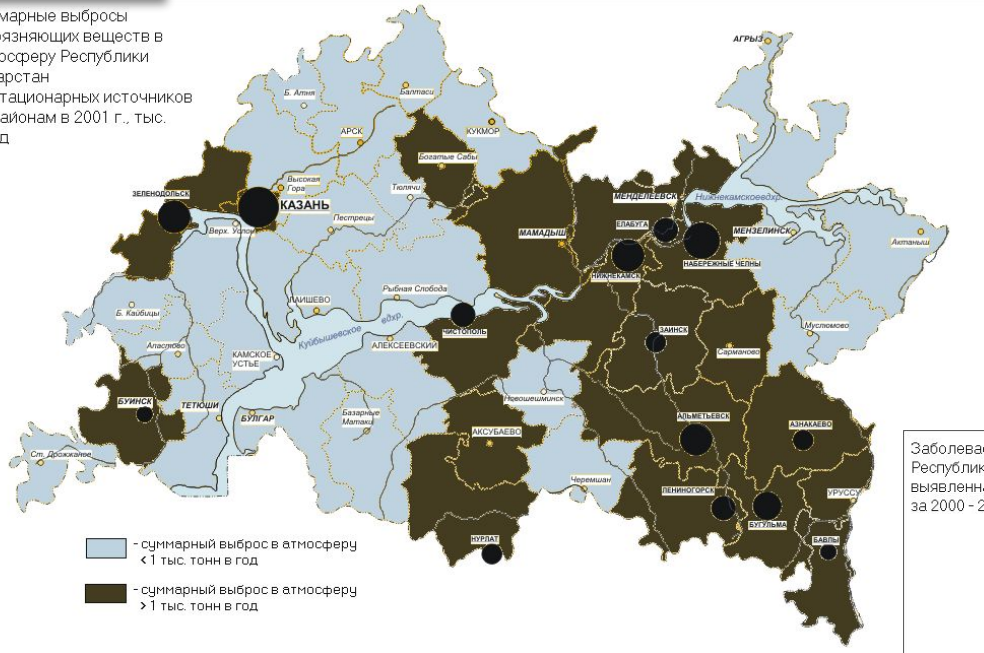 марные выбросы
рязняющих веществ в
осферу Республики
арстан
тационарных источников
айонам в 2001 г., тыс.
д
АГРЫЗ
Б. Атня
Балтаси
АРСК
КУКМОР
Богатые Сабы
Высокая
Гора
Тюлячи
ЗЕЛЕНОДОЛЬСК
КАЗАНЬ
Пестрецы
Верх. Услон
МЕНДЕЛЕЕВСК
Нижнекамскоевдхр.
ЕЛАБУГА
МЕНЗЕЛИНСК
МАМАДЫШ
Актаныш
НАБЕРЕЖНЫЕ ЧЕЛНЫ
НИЖНЕКАМСК
Рыбная Слобода
ЛАИШЕВО
Б. Кайбицы
Куйбышевское вдхр.
ЧИСТОПОЛЬ
ЗАИНСК
Муслюмово
АЛЕКСЕЕВСКИЙ
Апастово
КАМСКОЕ
УСТЬЕ
Сарманово
Новошешминск
БУИНСК
ТЕТЮШИ
БУЛГАР
Базарные
Матаки
АЛЬМЕТЬЕВСК
АЗНАКАЕВО
АКСУБАЕВО
Ст. Дрожжаное
Черемшан
ЛЕНИНОГОРСК
УРУССУ
БУГУЛЬМА
НУРЛАТ
БАВЛЫ
Заболевае
Республик
выявленна
за 2000 - 2
- суммарный выброс в атмосферу
< 1 тыс. тонн в год
- суммарный выброс в атмосферу
> 1 тыс. тонн в год